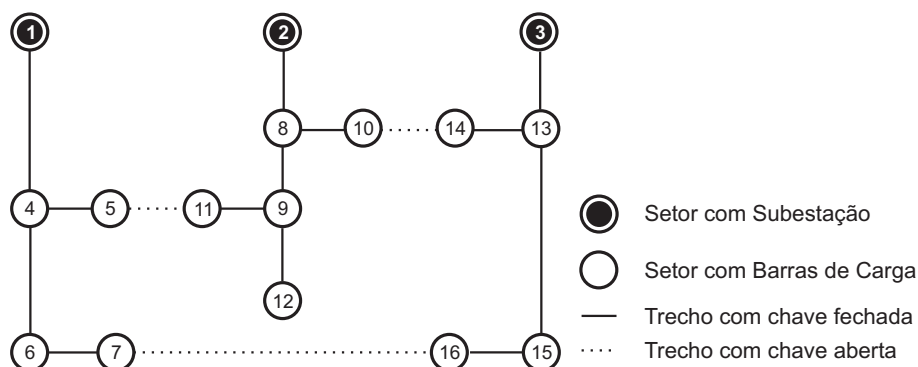 1 2 3
8 10 14 13
4 5 11 9
Setor com Subestação
Setor com Barras de Carga
12
Trecho com chave fechada
6 7 16 15
Trecho com chave aberta